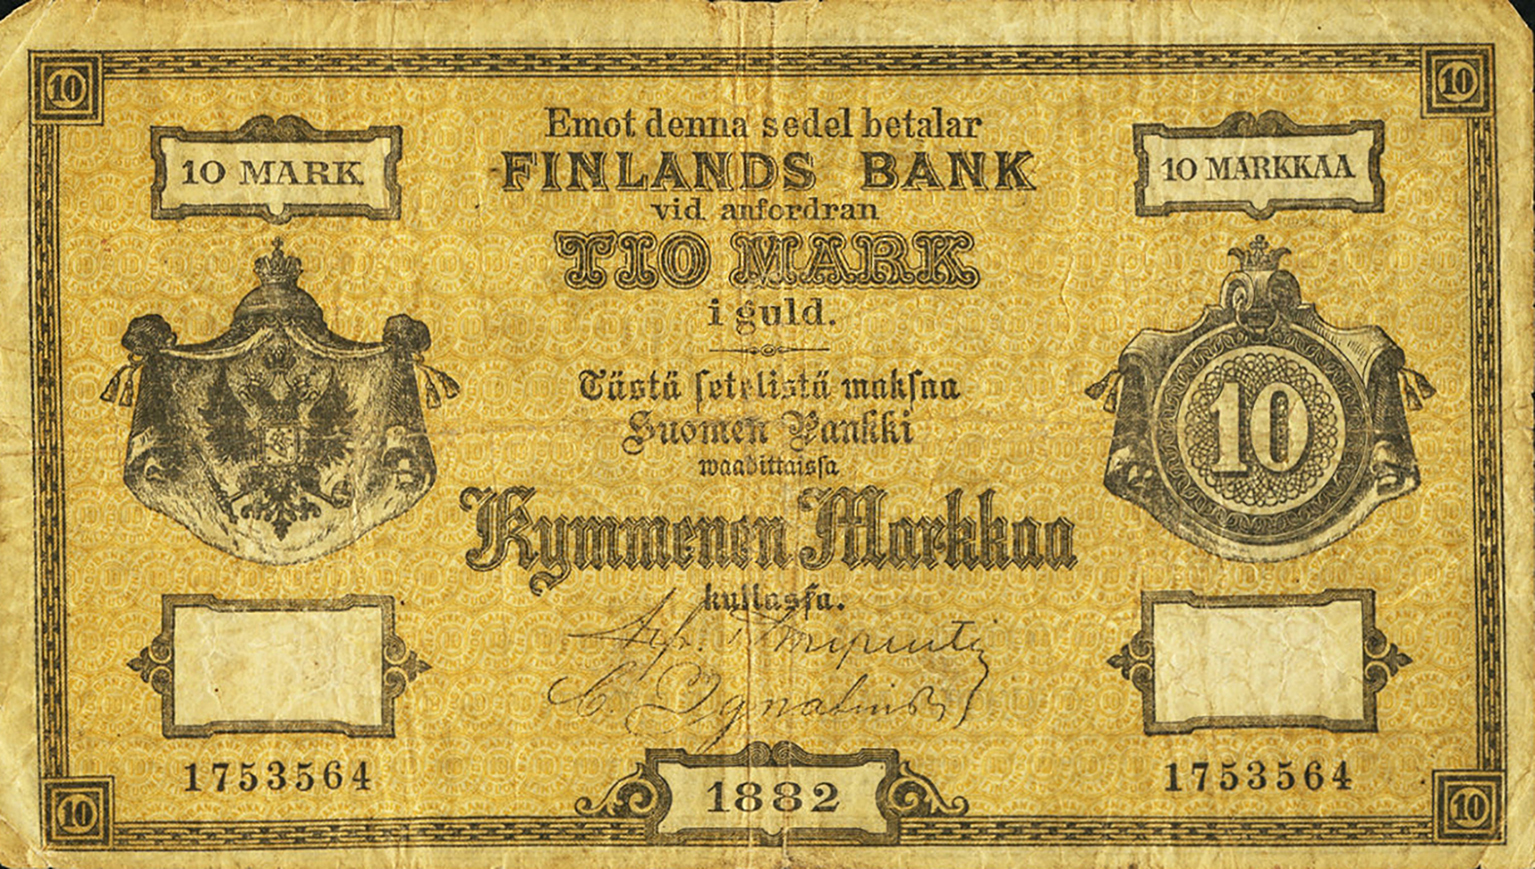 10 10
Emot denna sedel betalar
10 MARK. FINLANDS BANK 10 MARKKAA
vid anfordran
TIO MARK
i guld.
Tästä setelistä maksaa
Suomen Pankki
10
waadittaissa
Kymmenen Markkaa
kullassa.
1753564 1753564
1882
10 10